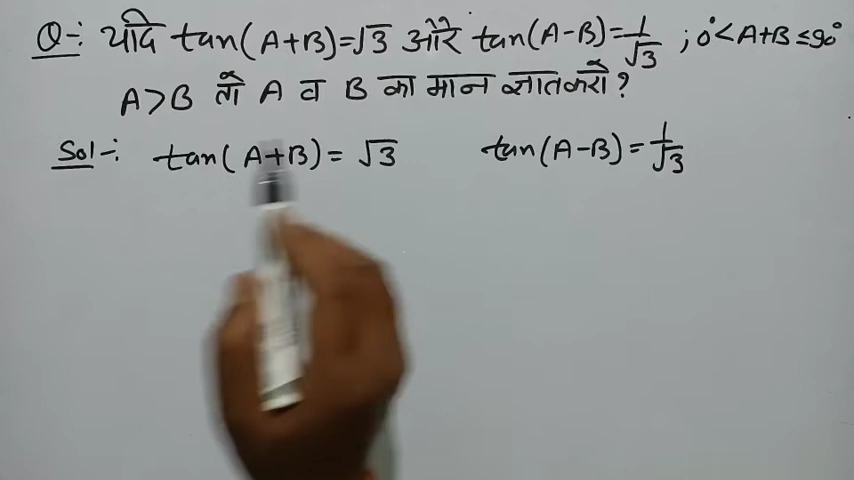 Q-: यदि tan(A+B)=√3 और tan(A-B)=1/√3 ; 0°<A+B≤90°
A>B तो A व B का मान ज्ञात करो ?
Sol-: tan(A+B) = √3 tan(A-B) = 1/√3